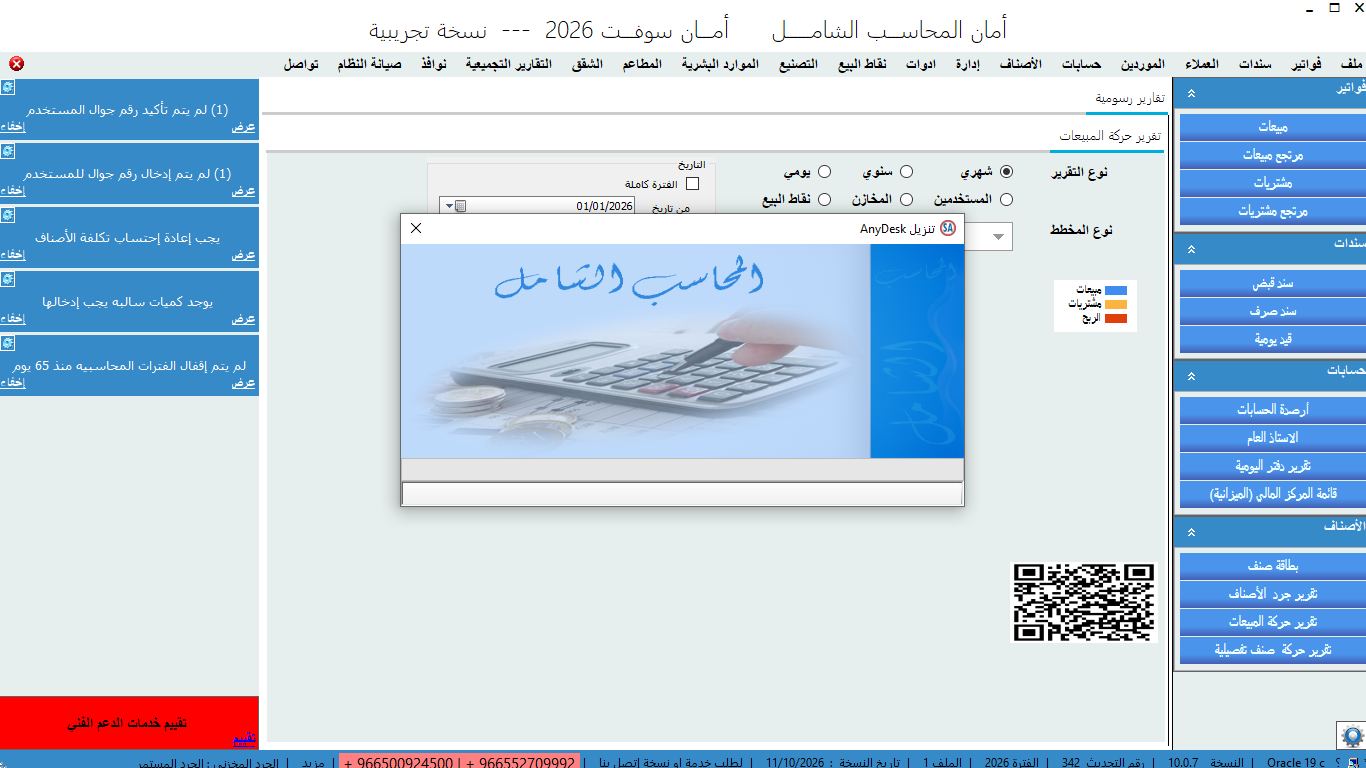 أمان المحاســب الشامــــل أمــان سوفــت 2026 --- نسخة تجريبية
ملف فواتير سندات العملاء الموردين حسابات الأصناف إدارة ادوات نقاط البيع التصنيع الموارد البشرية المطاعم الشقق التقارير التجميعية نوافذ صيانة النظام تواصل
فواتير
مبيعات
مرتجع مبيعات
مشتريات
مرتجع مشتريات
سندات
سند قبض
سند صرف
قيد يومية
حسابات
أرصدة الحسابات
الاستاذ العام
تقرير دفتر اليومية
قائمة المركز المالي (الميزانية)
الأصناف
بطاقة صنف
تقرير جرد الأصناف
تقرير حركة المبيعات
تقرير حركة صنف تفصيلية
تقارير رسومية
تقرير حركة المبيعات
نوع التقرير
شهري
سنوي
يومي
المستخدمين
المخازن
نقاط البيع
التاريخ
الفترة كاملة
من تاريخ
01/01/2026
نوع المخطط
مبيعات
مشتريات
الربح
تنزيل AnyDesk
المحاسب الشامل
المحاسب
(1) لم يتم تأكيد رقم جوال المستخدم
عرض
إخفاء
(1) لم يتم إدخال رقم جوال للمستخدم
عرض
إخفاء
يجب إعادة إحتساب تكلفة الأصناف
عرض
إخفاء
يوجد كميات سالبه يجب إدخالها
عرض
إخفاء
لم يتم إقفال الفترات المحاسبيه منذ 65 يوم
عرض
إخفاء
تقييم خدمات الدعم الفني
تقييم
؟ | Oracle 19 c | النسخة 10.0.7 | رقم التحديث 342 | الفترة 2026 | الملف 1 | تاريخ النسخة : 11/10/2026 | لطلب خدمة او نسخة إتصل بنا | + 966552709992 | + 966500924500 | مزيد | الجرد المخزني : الجرد المستمر